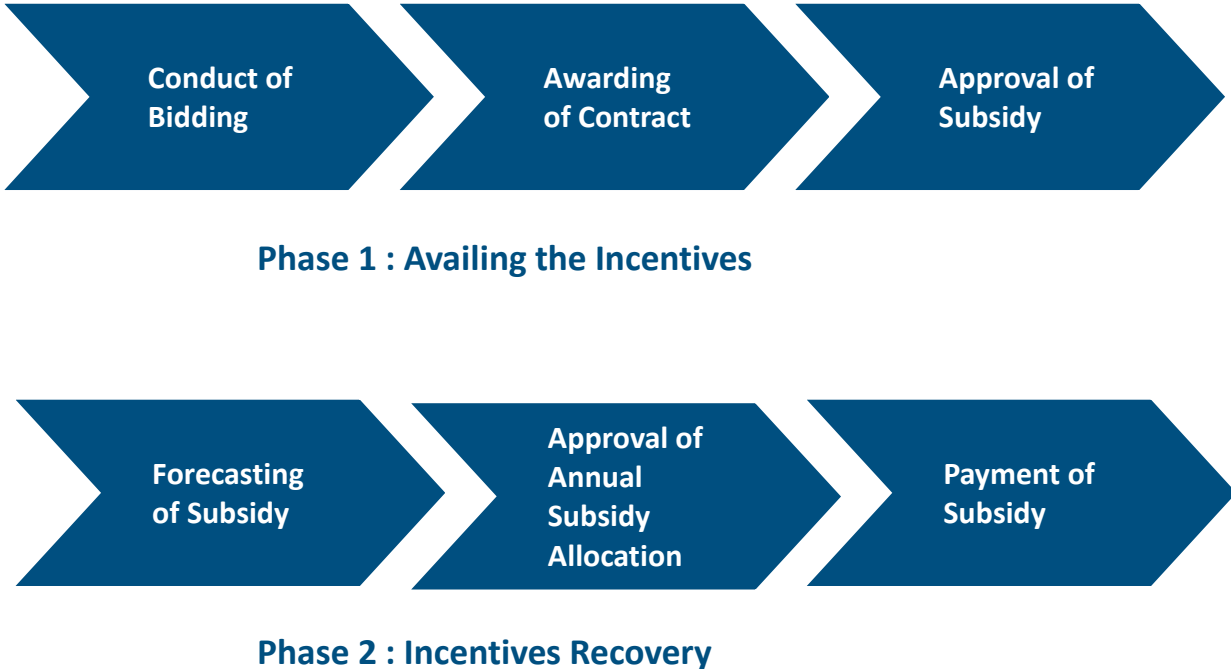 Conduct of
Bidding
Awarding
of Contract
Approval of
Subsidy
Phase 1 : Availing the Incentives
Forecasting
of Subsidy
Approval of
Annual
Subsidy
Allocation
Payment of
Subsidy
Phase 2 : Incentives Recovery